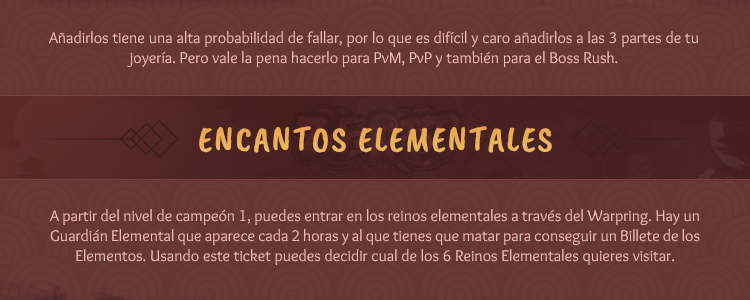 Añadirlos tiene una alta probabilidad de fallar, por lo que es difícil y caro añadirlos a las 3 partes de tu
joyería. Pero vale la pena hacerlo para PvM, PvP y también para el Boss Rush.
ENCANTOS ELEMENTALES
A partir del nivel de campeón 1, puedes entrar en los reinos elementales a través del Warpring. Hay un
Guardián Elemental que aparece cada 2 horas y al que tienes que matar para conseguir un Billete de los
Elementos. Usando este ticket puedes decidir cual de los 6 Reinos Elementales quieres visitar.